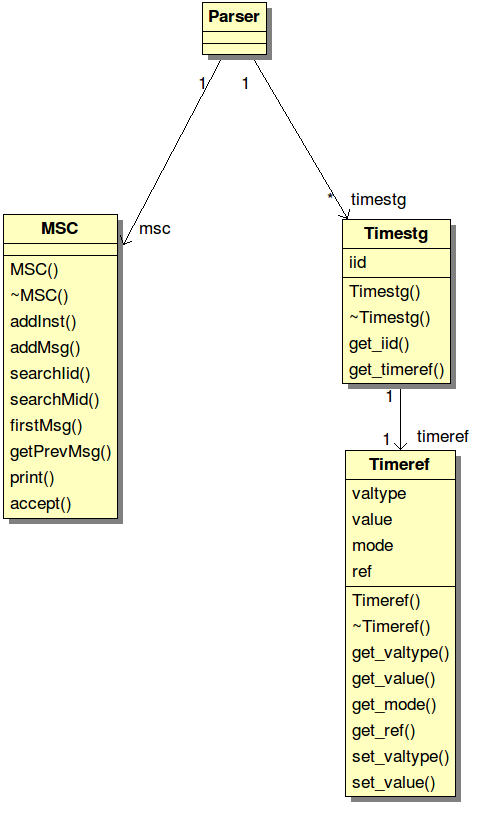 Parser
1
1
msc
* timestg
MSC
MSC()
~MSC()
addInst()
addMsg()
searchIid()
searchMid()
firstMsg()
getPrevMsg()
print()
accept()
Timestg
iid
Timestg()
~Timestg()
get_iid()
get_timeref()
1
1 timeref
Timeref
valtype
value
mode
ref
Timeref()
~Timeref()
get_valtype()
get_value()
get_mode()
get_ref()
set_valtype()
set_value()